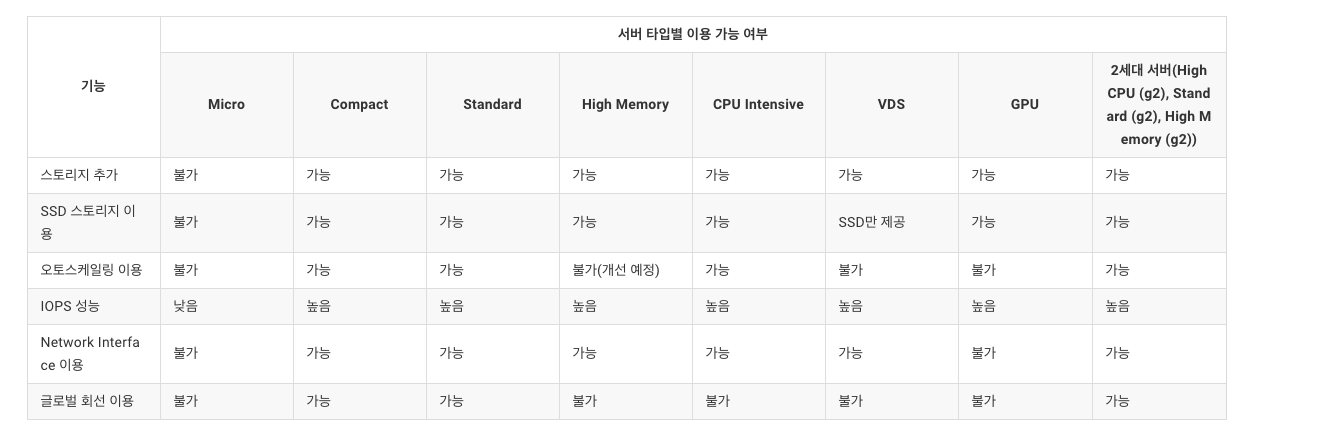 서버 타입별 이용 가능 여부
기능
Micro
Compact
Standard
High Memory
CPU Intensive
VDS
GPU
2세대 서버(High
CPU (g2), Stand
ard (g2), High M
emory (g2))
스토리지 추가
불가
가능
가능
가능
가능
가능
가능
가능
SSD 스토리지 이
용
불가
가능
가능
가능
가능
SSD만 제공
가능
가능
오토스케일링 이용
불가
가능
가능
불가(개선 예정)
가능
불가
불가
가능
IOPS 성능
낮음
높음
높음
높음
높음
높음
높음
높음
Network Interfa
ce 이용
불가
가능
가능
가능
가능
가능
불가
가능
글로벌 회선 이용
불가
가능
가능
불가
불가
불가
불가
가능